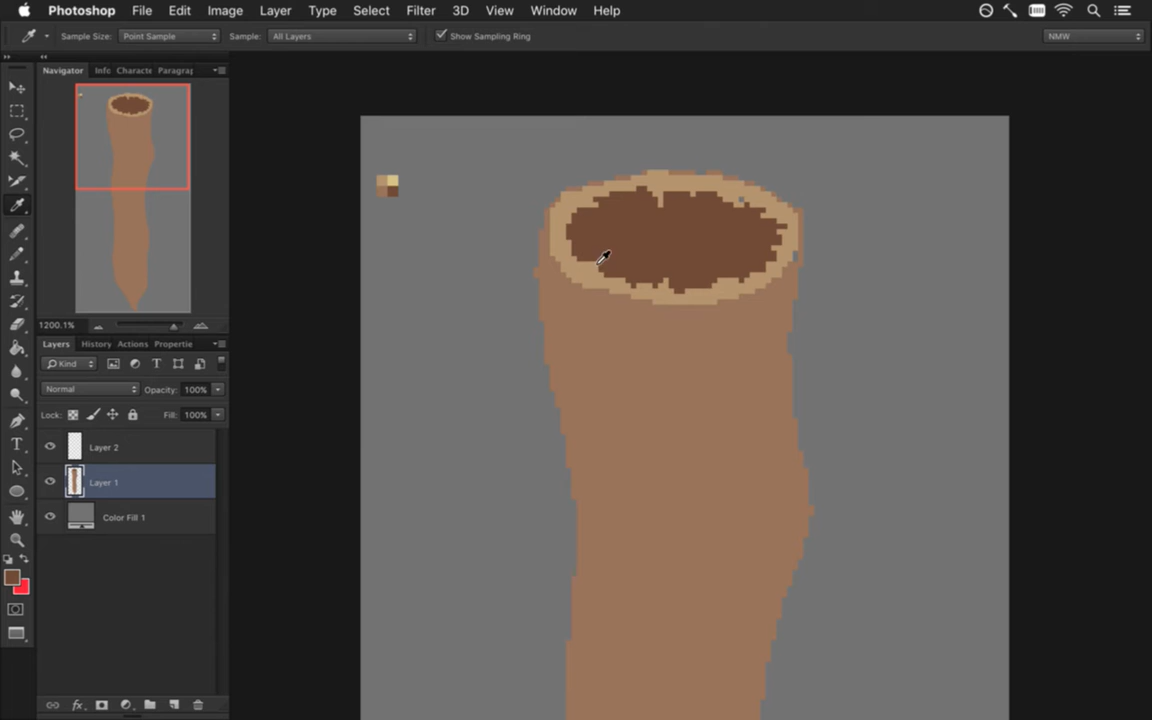 Photoshop File Edit Image Layer Type Select Filter 3D View Window Help
Sample Size: Point Sample Sample: All Layers Show Sampling Ring NMW
Navigator Info Characte Paragrap
1200.1%
Layers History Actions Propertie
Kind
Normal Opacity: 100%
Lock: Fill: 100%
Layer 2
Layer 1
Color Fill 1
fx